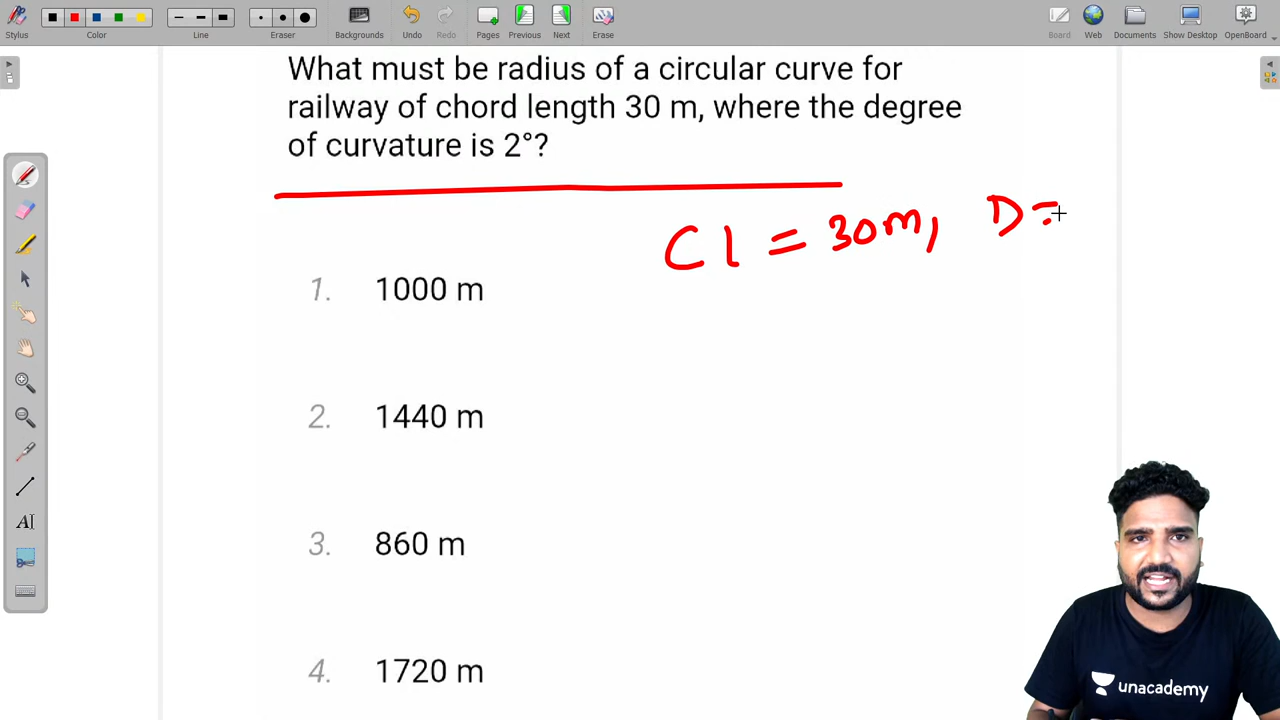 Stylus
Color
Line
Eraser
Backgrounds
Undo
Redo
Pages
Previous
Next
Erase
Board
Web
Documents
Show Desktop
OpenBoard
What must be radius of a circular curve for
railway of chord length 30 m, where the degree
of curvature is 2°?
Cl = 30m, D =
1. 1000 m
2. 1440 m
3. 860 m
4. 1720 m
AI
unacademy